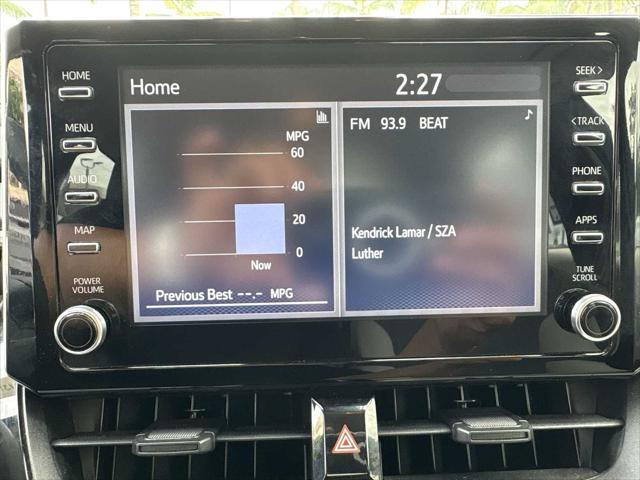 HOME
MENU
AUDIO
MAP
POWER
VOLUME
Home
2:27
MPG
60
40
20
0
Now
Previous Best --.- MPG
FM 93.9 BEAT
Kendrick Lamar / SZA
Luther
SEEK >
< TRACK
PHONE
APPS
TUNE
SCROLL